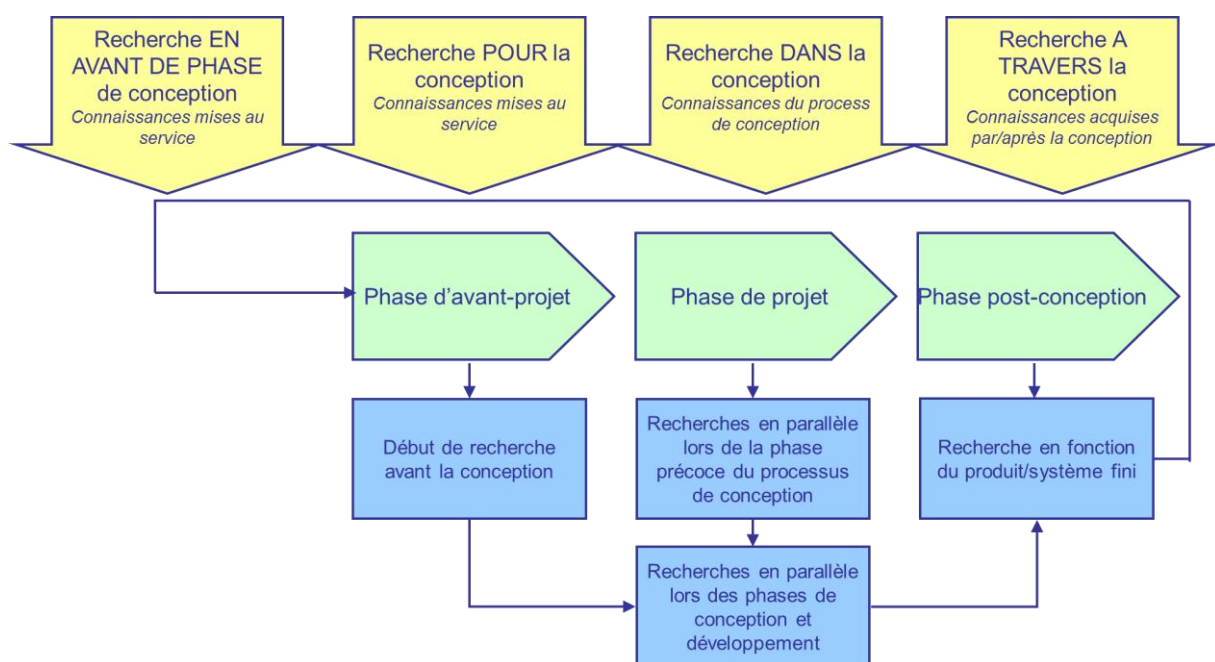 Recherche EN
AVANT DE PHASE
de conception
Connaissances mises au
service
Recherche POUR la
conception
Connaissances mises au
service
Recherche DANS la
conception
Connaissances du process
de conception
Recherche A
TRAVERS la
conception
Connaissances acquises
par/après la conception
Phase d'avant-projet
Phase de projet
Phase post-conception
Début de recherche
avant la conception
Recherches en parallèle
lors de la phase
précoce du processus
de conception
Recherche en fonction
du produit/système fini
Recherches en parallèle
lors des phases de
conception et
développement